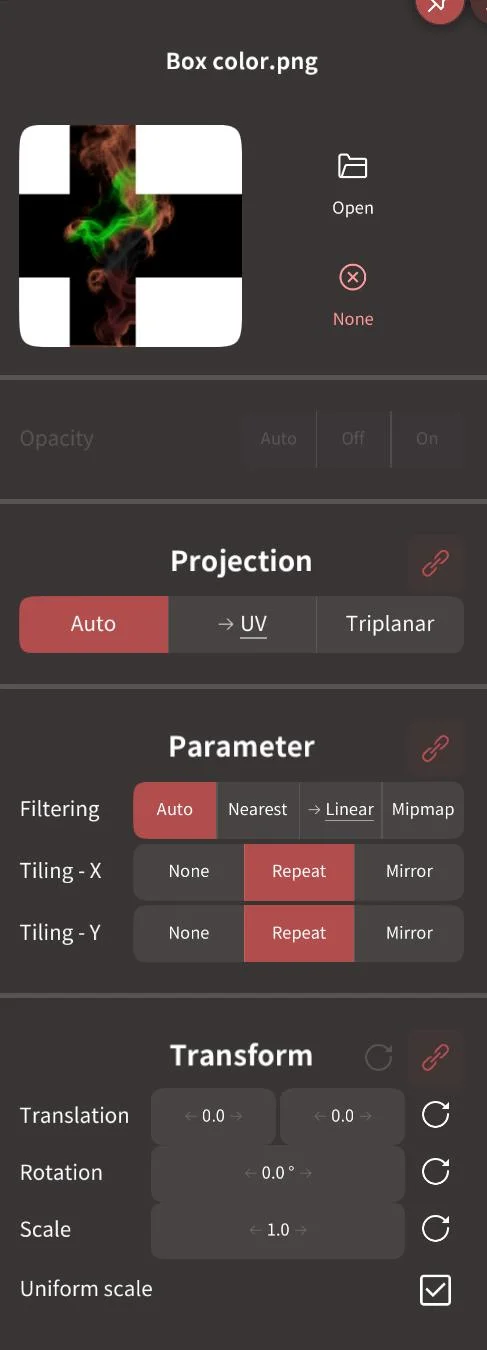 Box color.png
Open
None
Opacity Auto Off On
Projection
Auto → UV Triplanar
Parameter
Filtering Auto Nearest → Linear Mipmap
Tiling - X None Repeat Mirror
Tiling - Y None Repeat Mirror
Transform
Translation ← 0.0 → ← 0.0 →
Rotation ← 0.0 ° →
Scale ← 1.0 →
Uniform scale